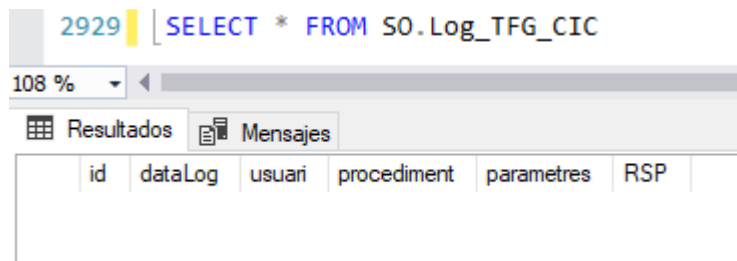 2929 SELECT * FROM SO.Log_TFG_CIC
108 %
Resultados Mensajes
id dataLog usuari procediment parametres RSP